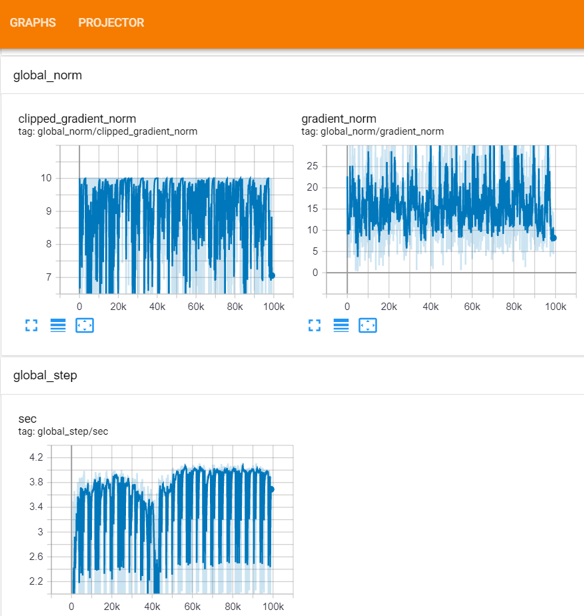 GRAPHS PROJECTOR
global_norm
clipped_gradient_norm
tag: global_norm/clipped_gradient_norm
10
9
8
7
0 20k 40k 60k 80k 100k
gradient_norm
tag: global_norm/gradient_norm
25
20
15
10
5
0
0 20k 40k 60k 80k 100k
global_step
sec
tag: global_step/sec
4.2
3.8
3.4
3
2.6
2.2
0 20k 40k 60k 80k 100k